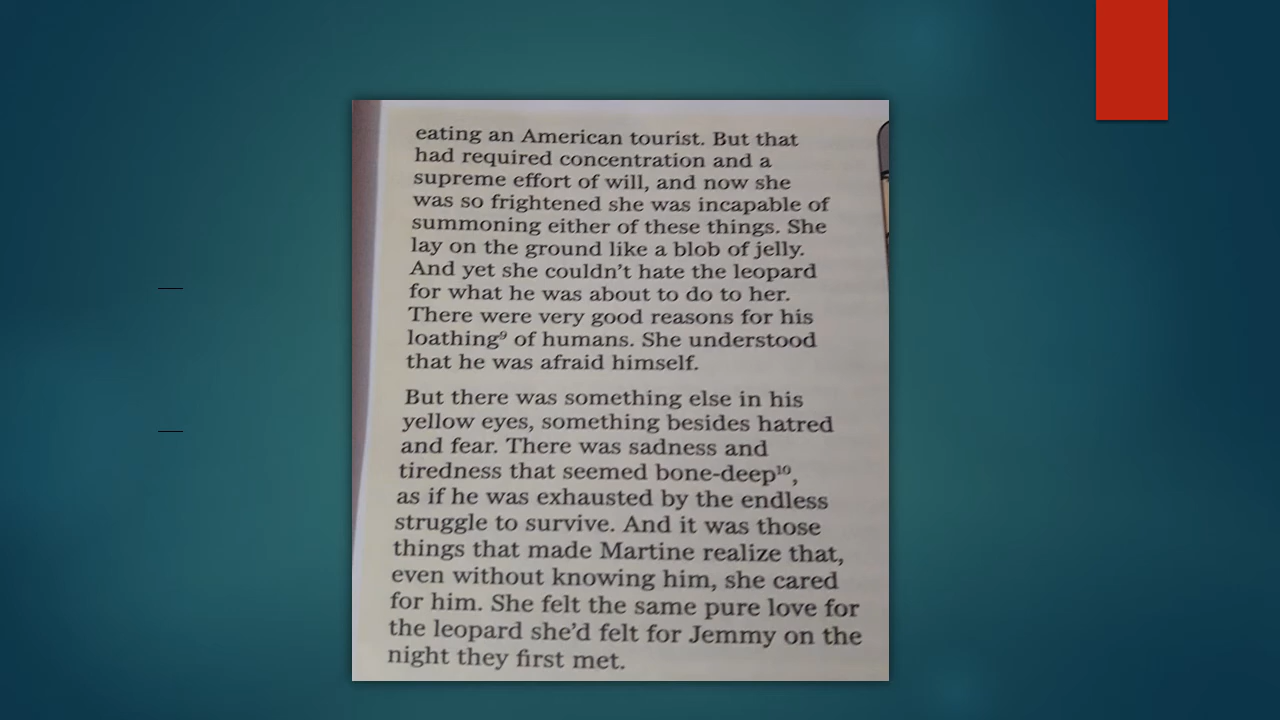 eating an American tourist. But that
had required concentration and a
supreme effort of will, and now she
was so frightened she was incapable of
summoning either of these things. She
lay on the ground like a blob of jelly.
And yet she couldn't hate the leopard
for what he was about to do to her.
There were very good reasons for his
loathing⁹ of humans. She understood
that he was afraid himself.
But there was something else in his
yellow eyes, something besides hatred
and fear. There was sadness and
tiredness that seemed bone-deep¹⁰,
as if he was exhausted by the endless
struggle to survive. And it was those
things that made Martine realize that,
even without knowing him, she cared
for him. She felt the same pure love for
the leopard she'd felt for Jemmy on the
night they first met.